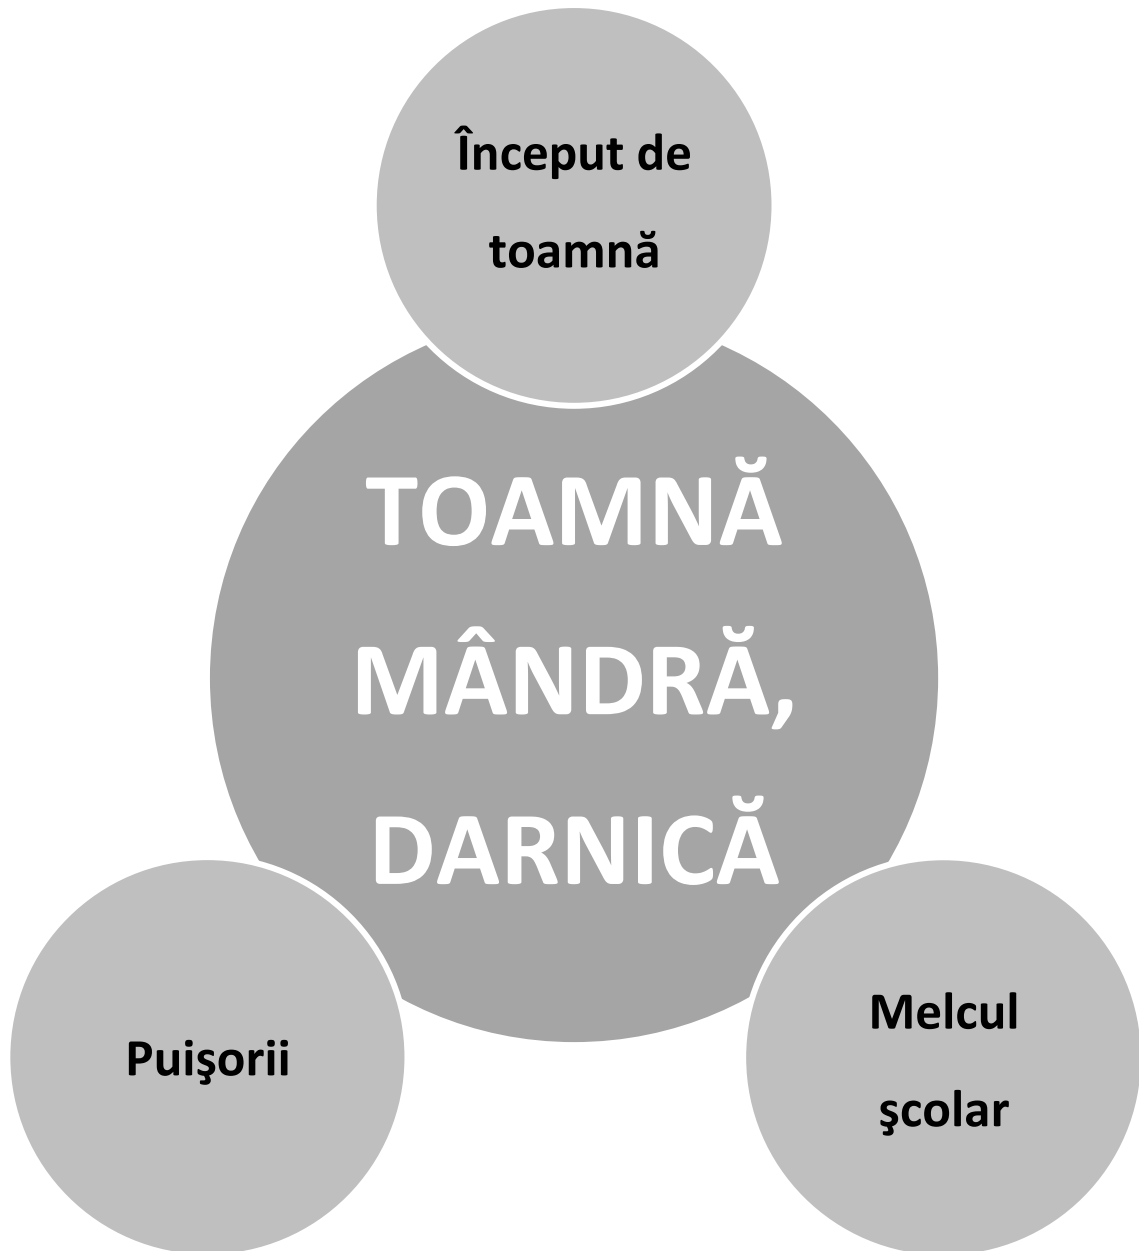 Început de
toamnă
TOAMNĂ
MÂNDRĂ,
DARNICĂ
Puişorii
Melcul
şcolar